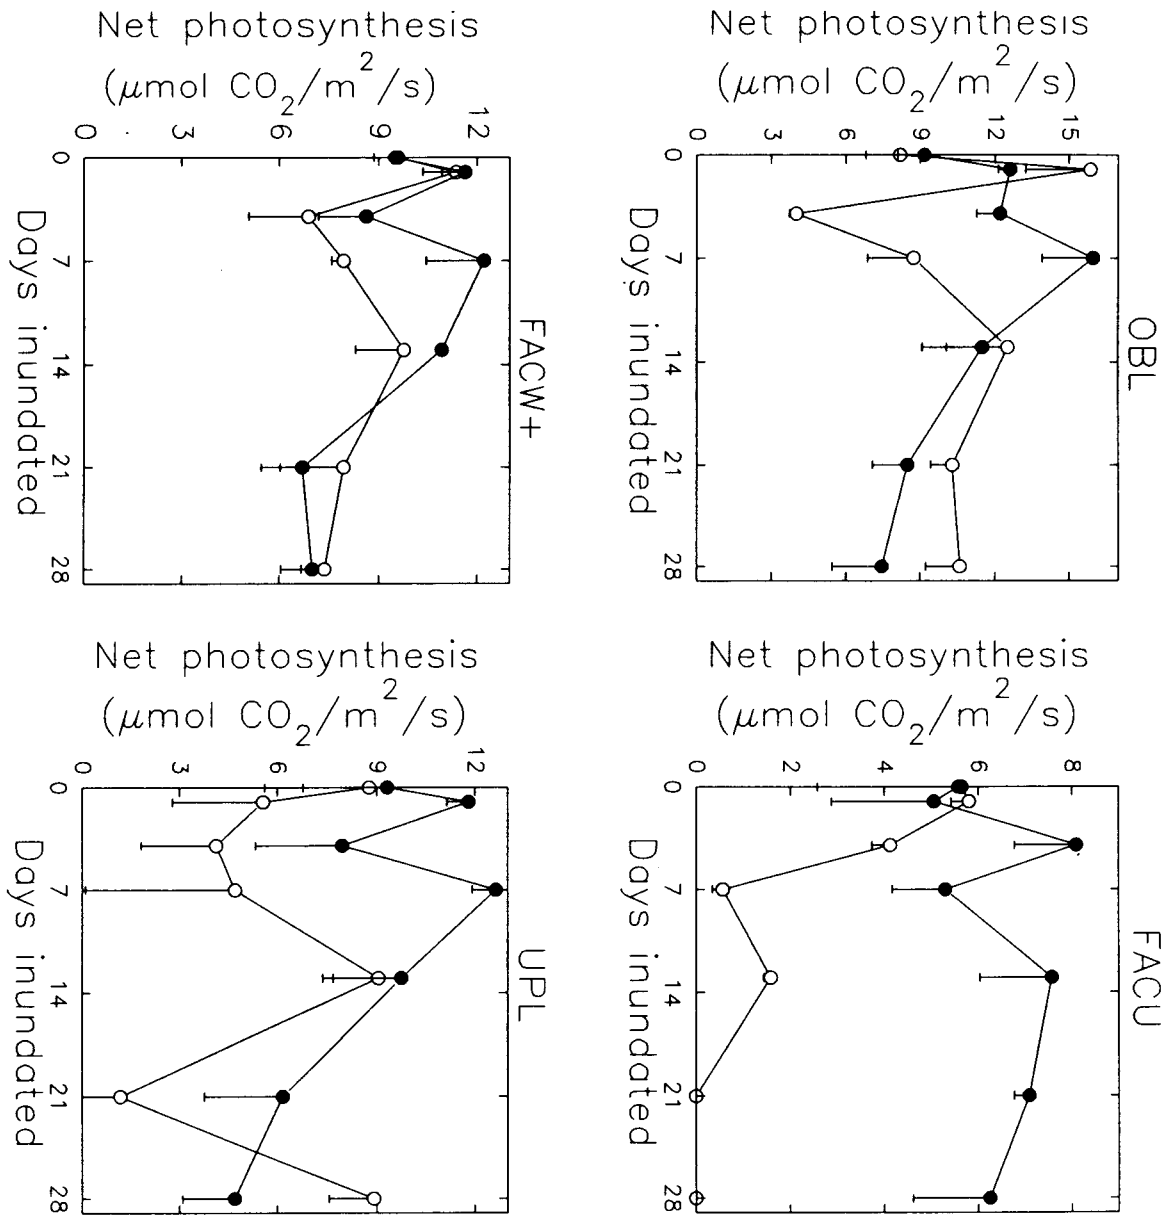 Net photosynthesis
(μmol CO₂/m²/s)
0 3 6 9 12
0 7 14 21 28
Days inundated
FACW+
Net photosynthesis
(μmol CO₂/m²/s)
0 3 6 9 12 15
0 7 14 21 28
Days inundated
OBL
Net photosynthesis
(μmol CO₂/m²/s)
0 3 6 9 12
0 7 14 21 28
Days inundated
UPL
Net photosynthesis
(μmol CO₂/m²/s)
0 2 4 6 8
0 7 14 21 28
Days inundated
FACU